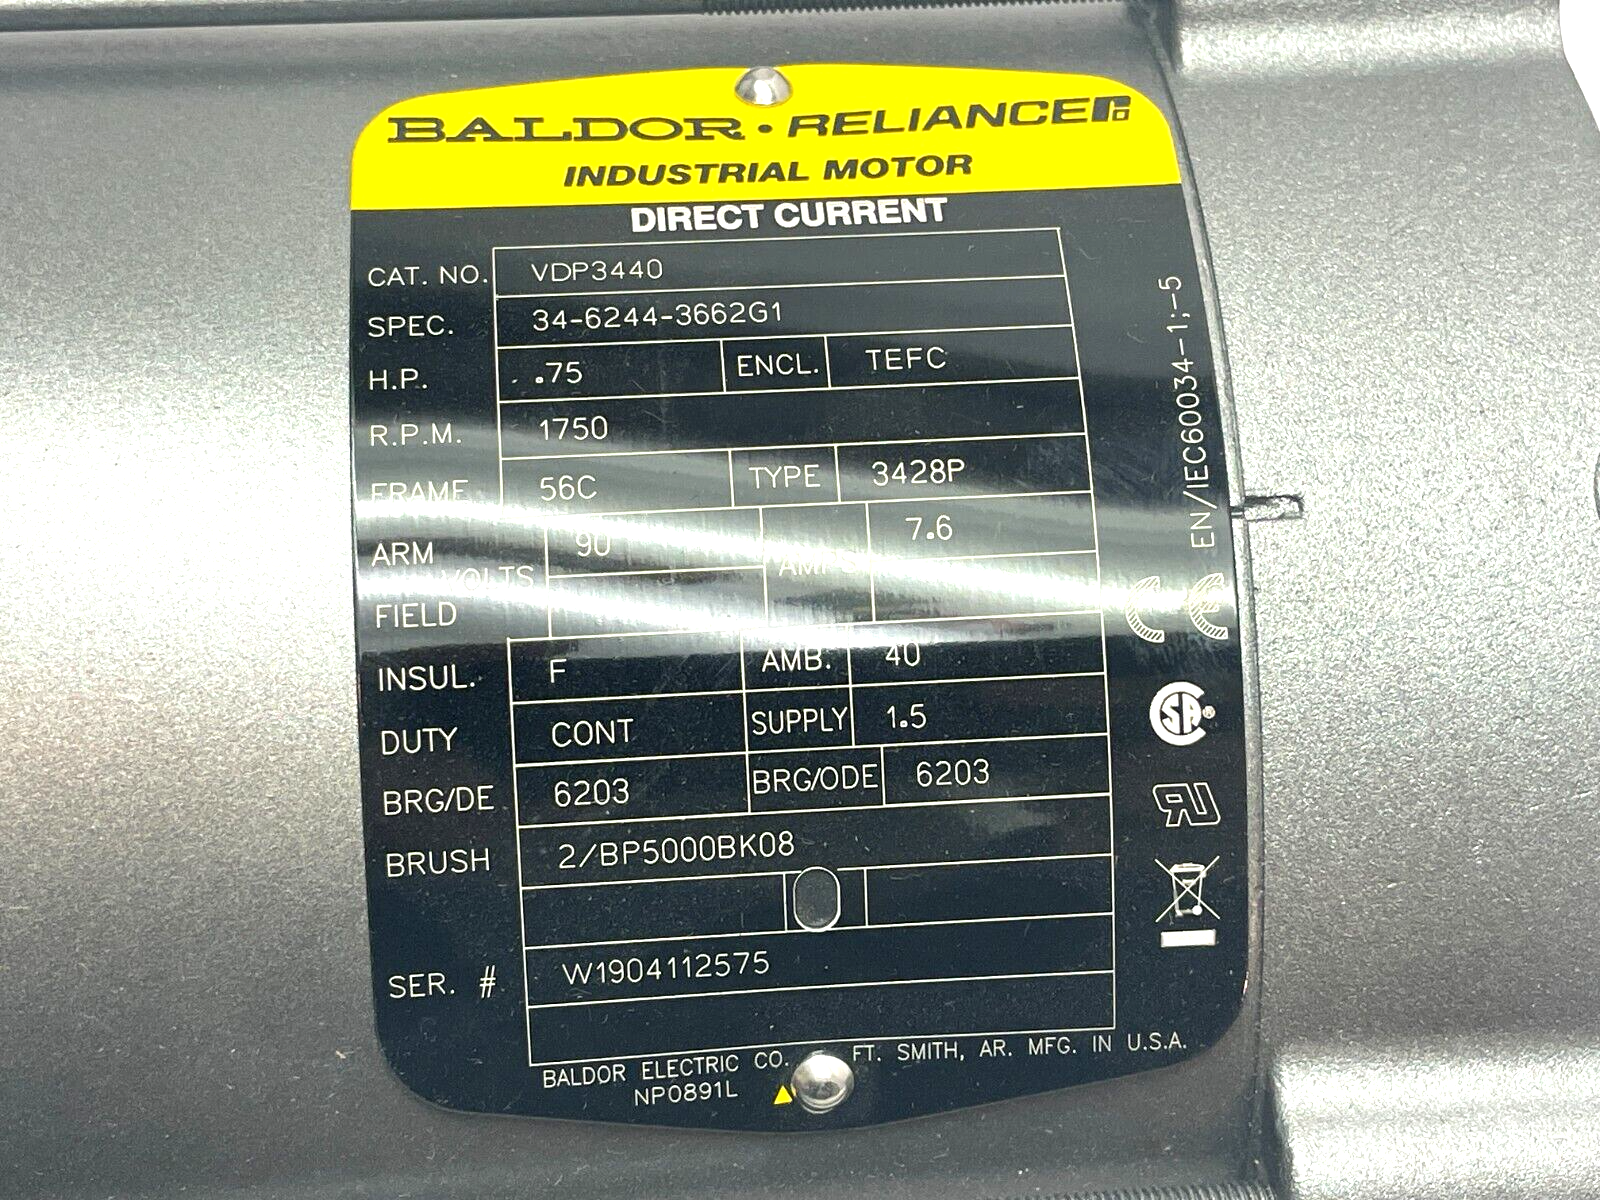 BALDOR • RELIANCE
INDUSTRIAL MOTOR
DIRECT CURRENT
CAT. NO. VDP3440
SPEC. 34-6244-3662G1
H.P. .75 ENCL. TEFC
R.P.M. 1750
FRAME 56C TYPE 3428P
ARM 90 7.6
VOLTS
FIELD
INSUL. F AMB. 40
DUTY CONT SUPPLY 1.5
BRG/DE 6203 BRG/ODE 6203
BRUSH 2/BP5000BK08
SER. # W1904112575
BALDOR ELECTRIC CO. FT. SMITH, AR. MFG. IN U.S.A.
NP0891L
EN/IEC60034-1;-5
CE
SA®